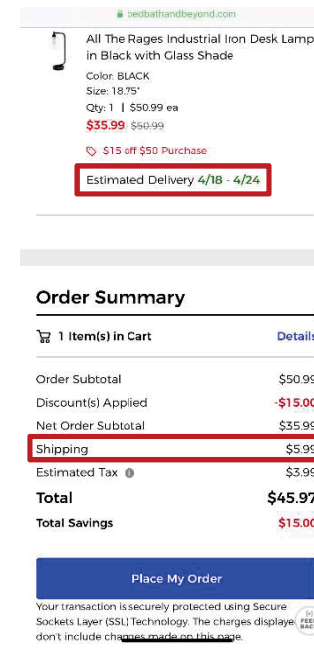 bedbathandbeyond.com
All The Rages Industrial Iron Desk Lamp
in Black with Glass Shade
Color: BLACK
Size: 18.75"
Qty: 1 | $50.99 ea
$35.99 $50.99
$15 off $50 Purchase
Estimated Delivery 4/18 - 4/24
Order Summary
1 Item(s) in Cart Details
Order Subtotal $50.99
Discount(s) Applied -$15.00
Net Order Subtotal $35.99
Shipping $5.99
Estimated Tax $3.99
Total $45.97
Total Savings $15.00
Place My Order
Your transaction is securely protected using Secure
Sockets Layer (SSL) Technology. The charges displaye
don't include changes made on this page.
[+]
FEED
BACK